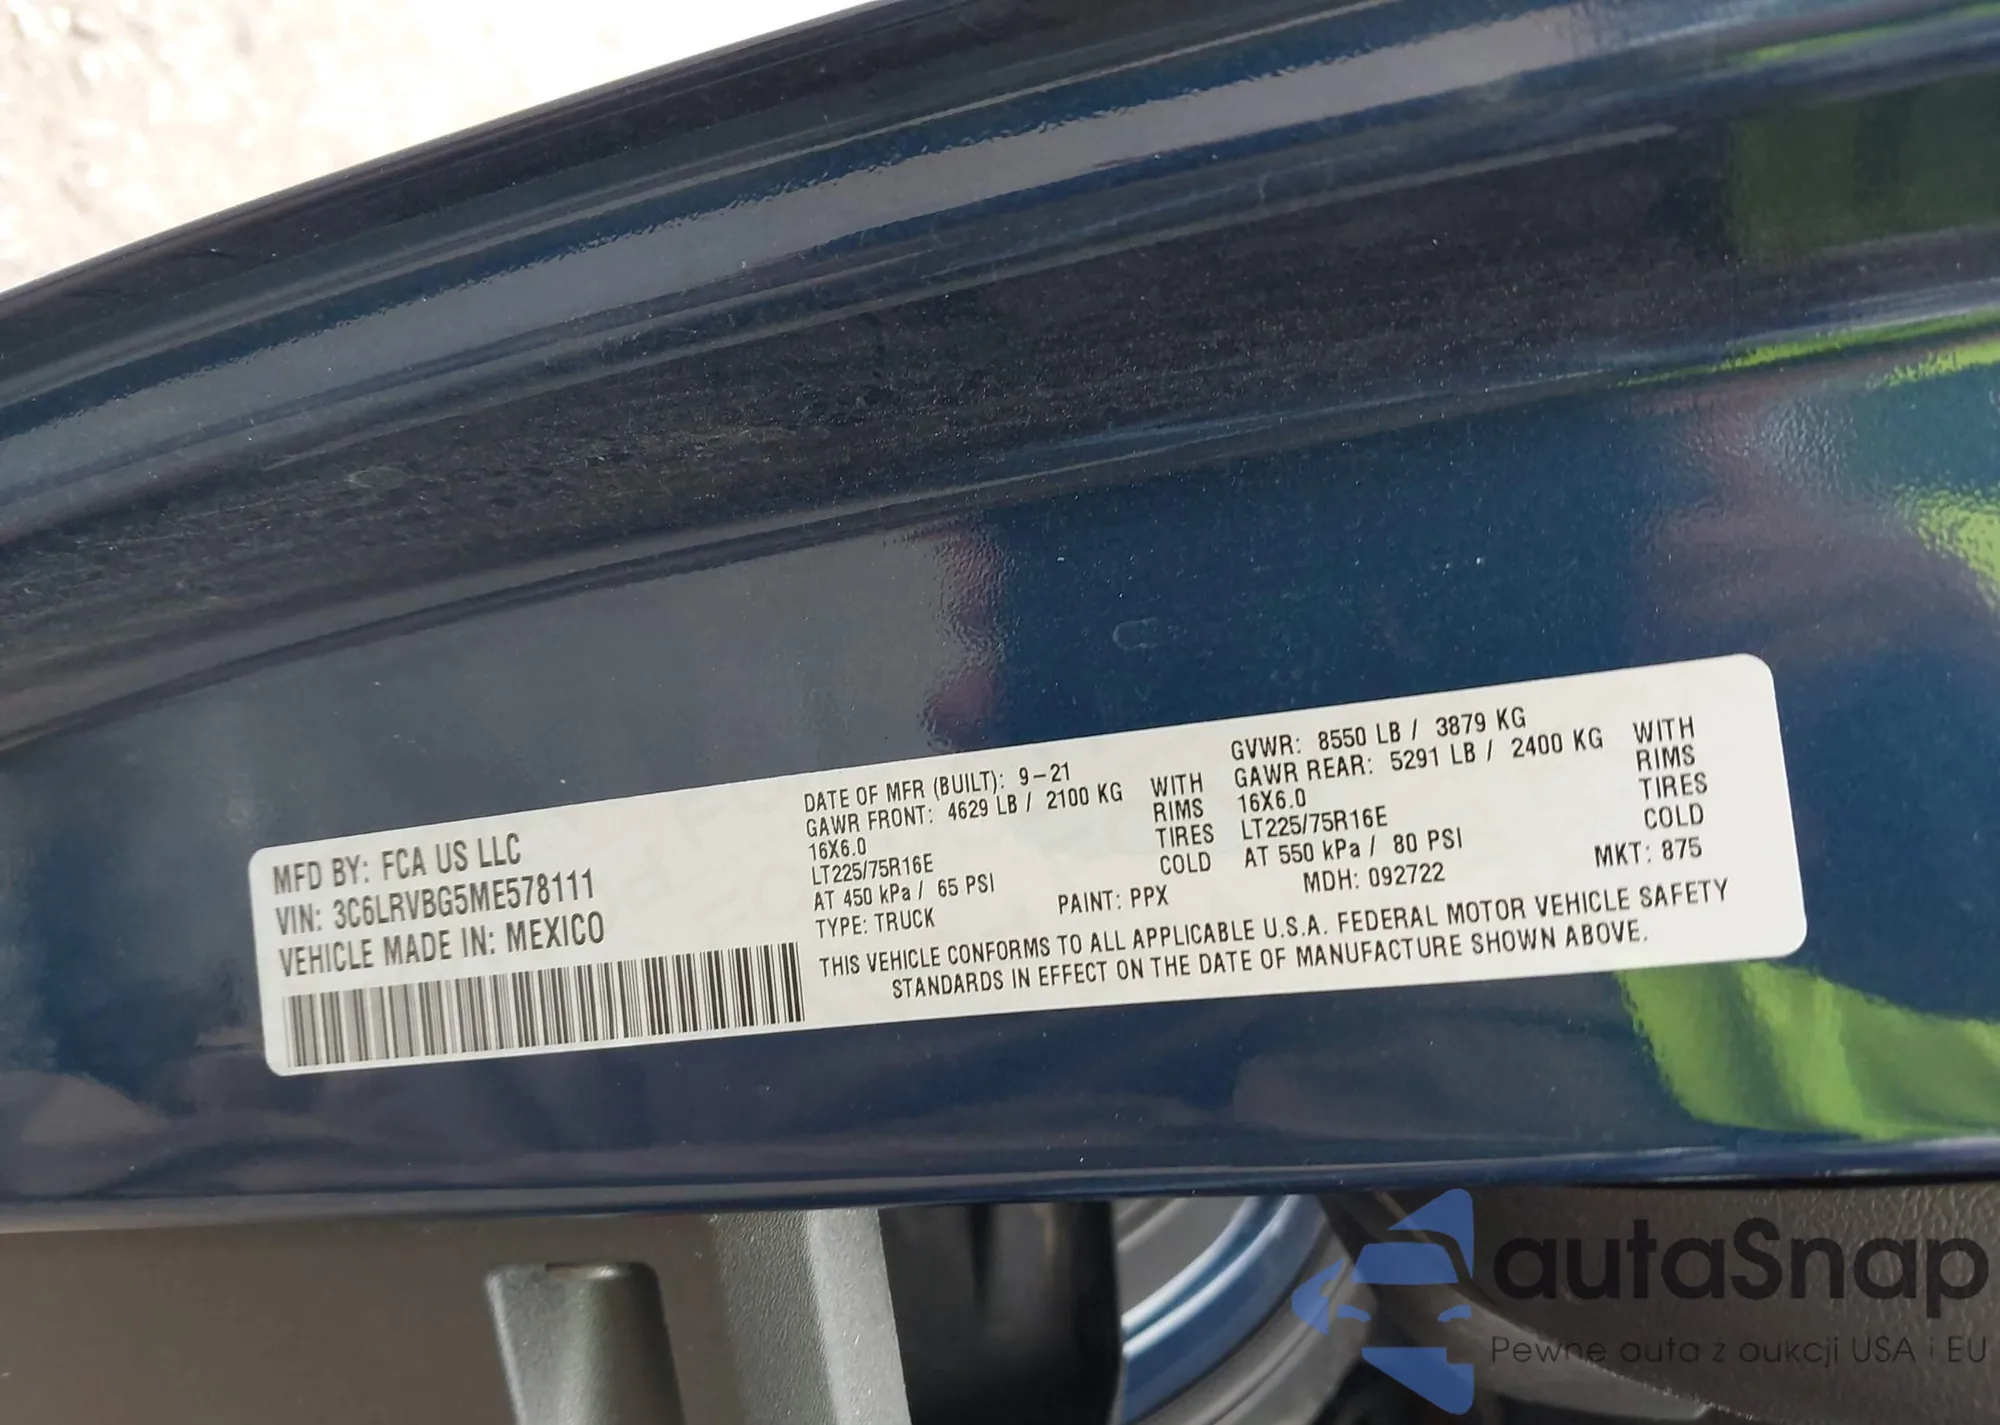 MFD BY: FCA US LLC
VIN: 3C6LRVBG5ME578111
VEHICLE MADE IN: MEXICO
DATE OF MFR (BUILT): 9-21
GAWR FRONT: 4629 LB / 2100 KG WITH
16X6.0 RIMS
LT225/75R16E TIRES
AT 450 kPa / 65 PSI COLD
TYPE: TRUCK
PAINT: PPX
GVWR: 8550 LB / 3879 KG
GAWR REAR: 5291 LB / 2400 KG WITH
16X6.0 RIMS
LT225/75R16E TIRES
AT 550 kPa / 80 PSI COLD
MDH: 092722
MKT: 875
THIS VEHICLE CONFORMS TO ALL APPLICABLE U.S.A. FEDERAL MOTOR VEHICLE SAFETY
STANDARDS IN EFFECT ON THE DATE OF MANUFACTURE SHOWN ABOVE.
autaSnap
Pewne auta z aukcji USA i EU